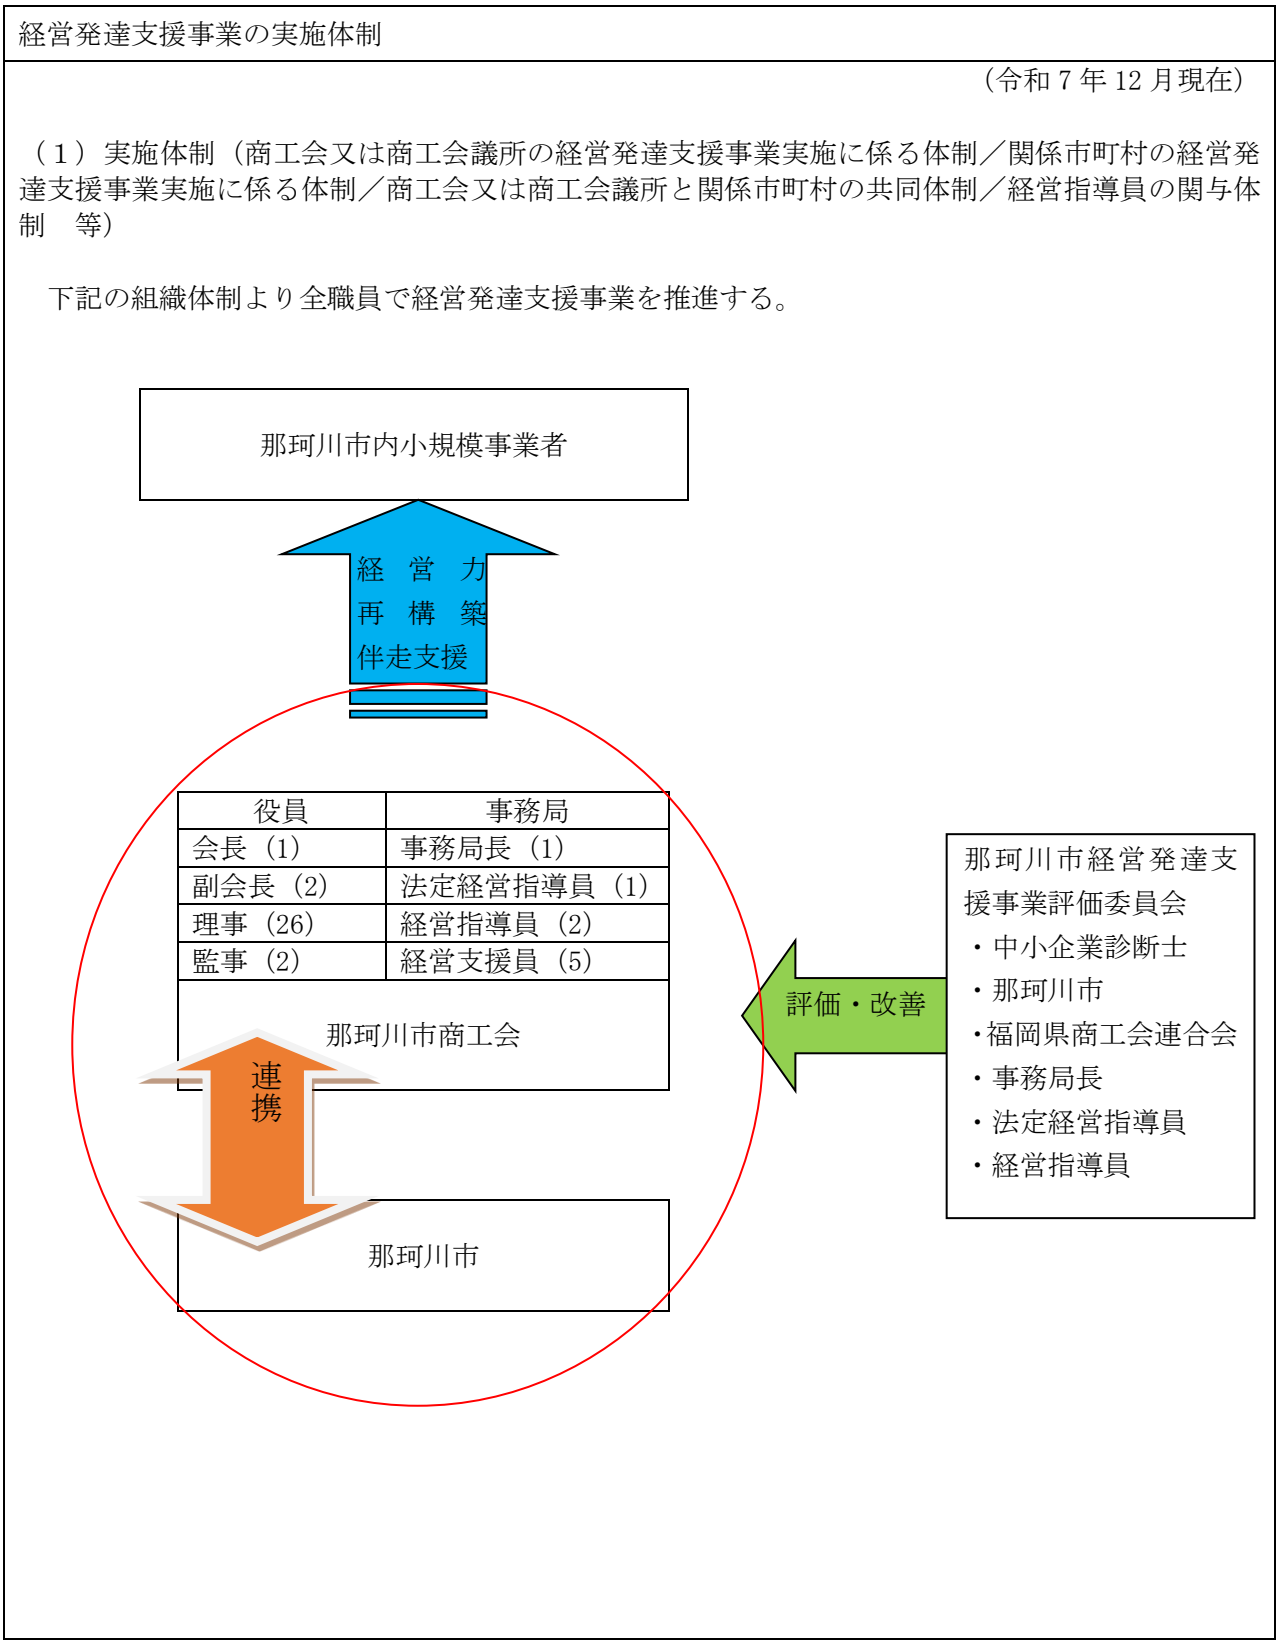 経営発達支援事業の実施体制
（令和７年 12 月現在）
（１）実施体制（商工会又は商工会議所の経営発達支援事業実施に係る体制／関係市町村の経営発
達支援事業実施に係る体制／商工会又は商工会議所と関係市町村の共同体制／経営指導員の関与体
制　等）
下記の組織体制より全職員で経営発達支援事業を推進する。
那珂川市内小規模事業者
経営力
再構築
伴走支援
役員　事務局
会長（1）　事務局長（1）
副会長（2）　法定経営指導員（1）
理事（26）　経営指導員（2）
監事（2）　経営支援員（5）
那珂川市商工会
連携
那珂川市
評価・改善
那珂川市経営発達支
援事業評価委員会
・中小企業診断士
・那珂川市
・福岡県商工会連合会
・事務局長
・法定経営指導員
・経営指導員